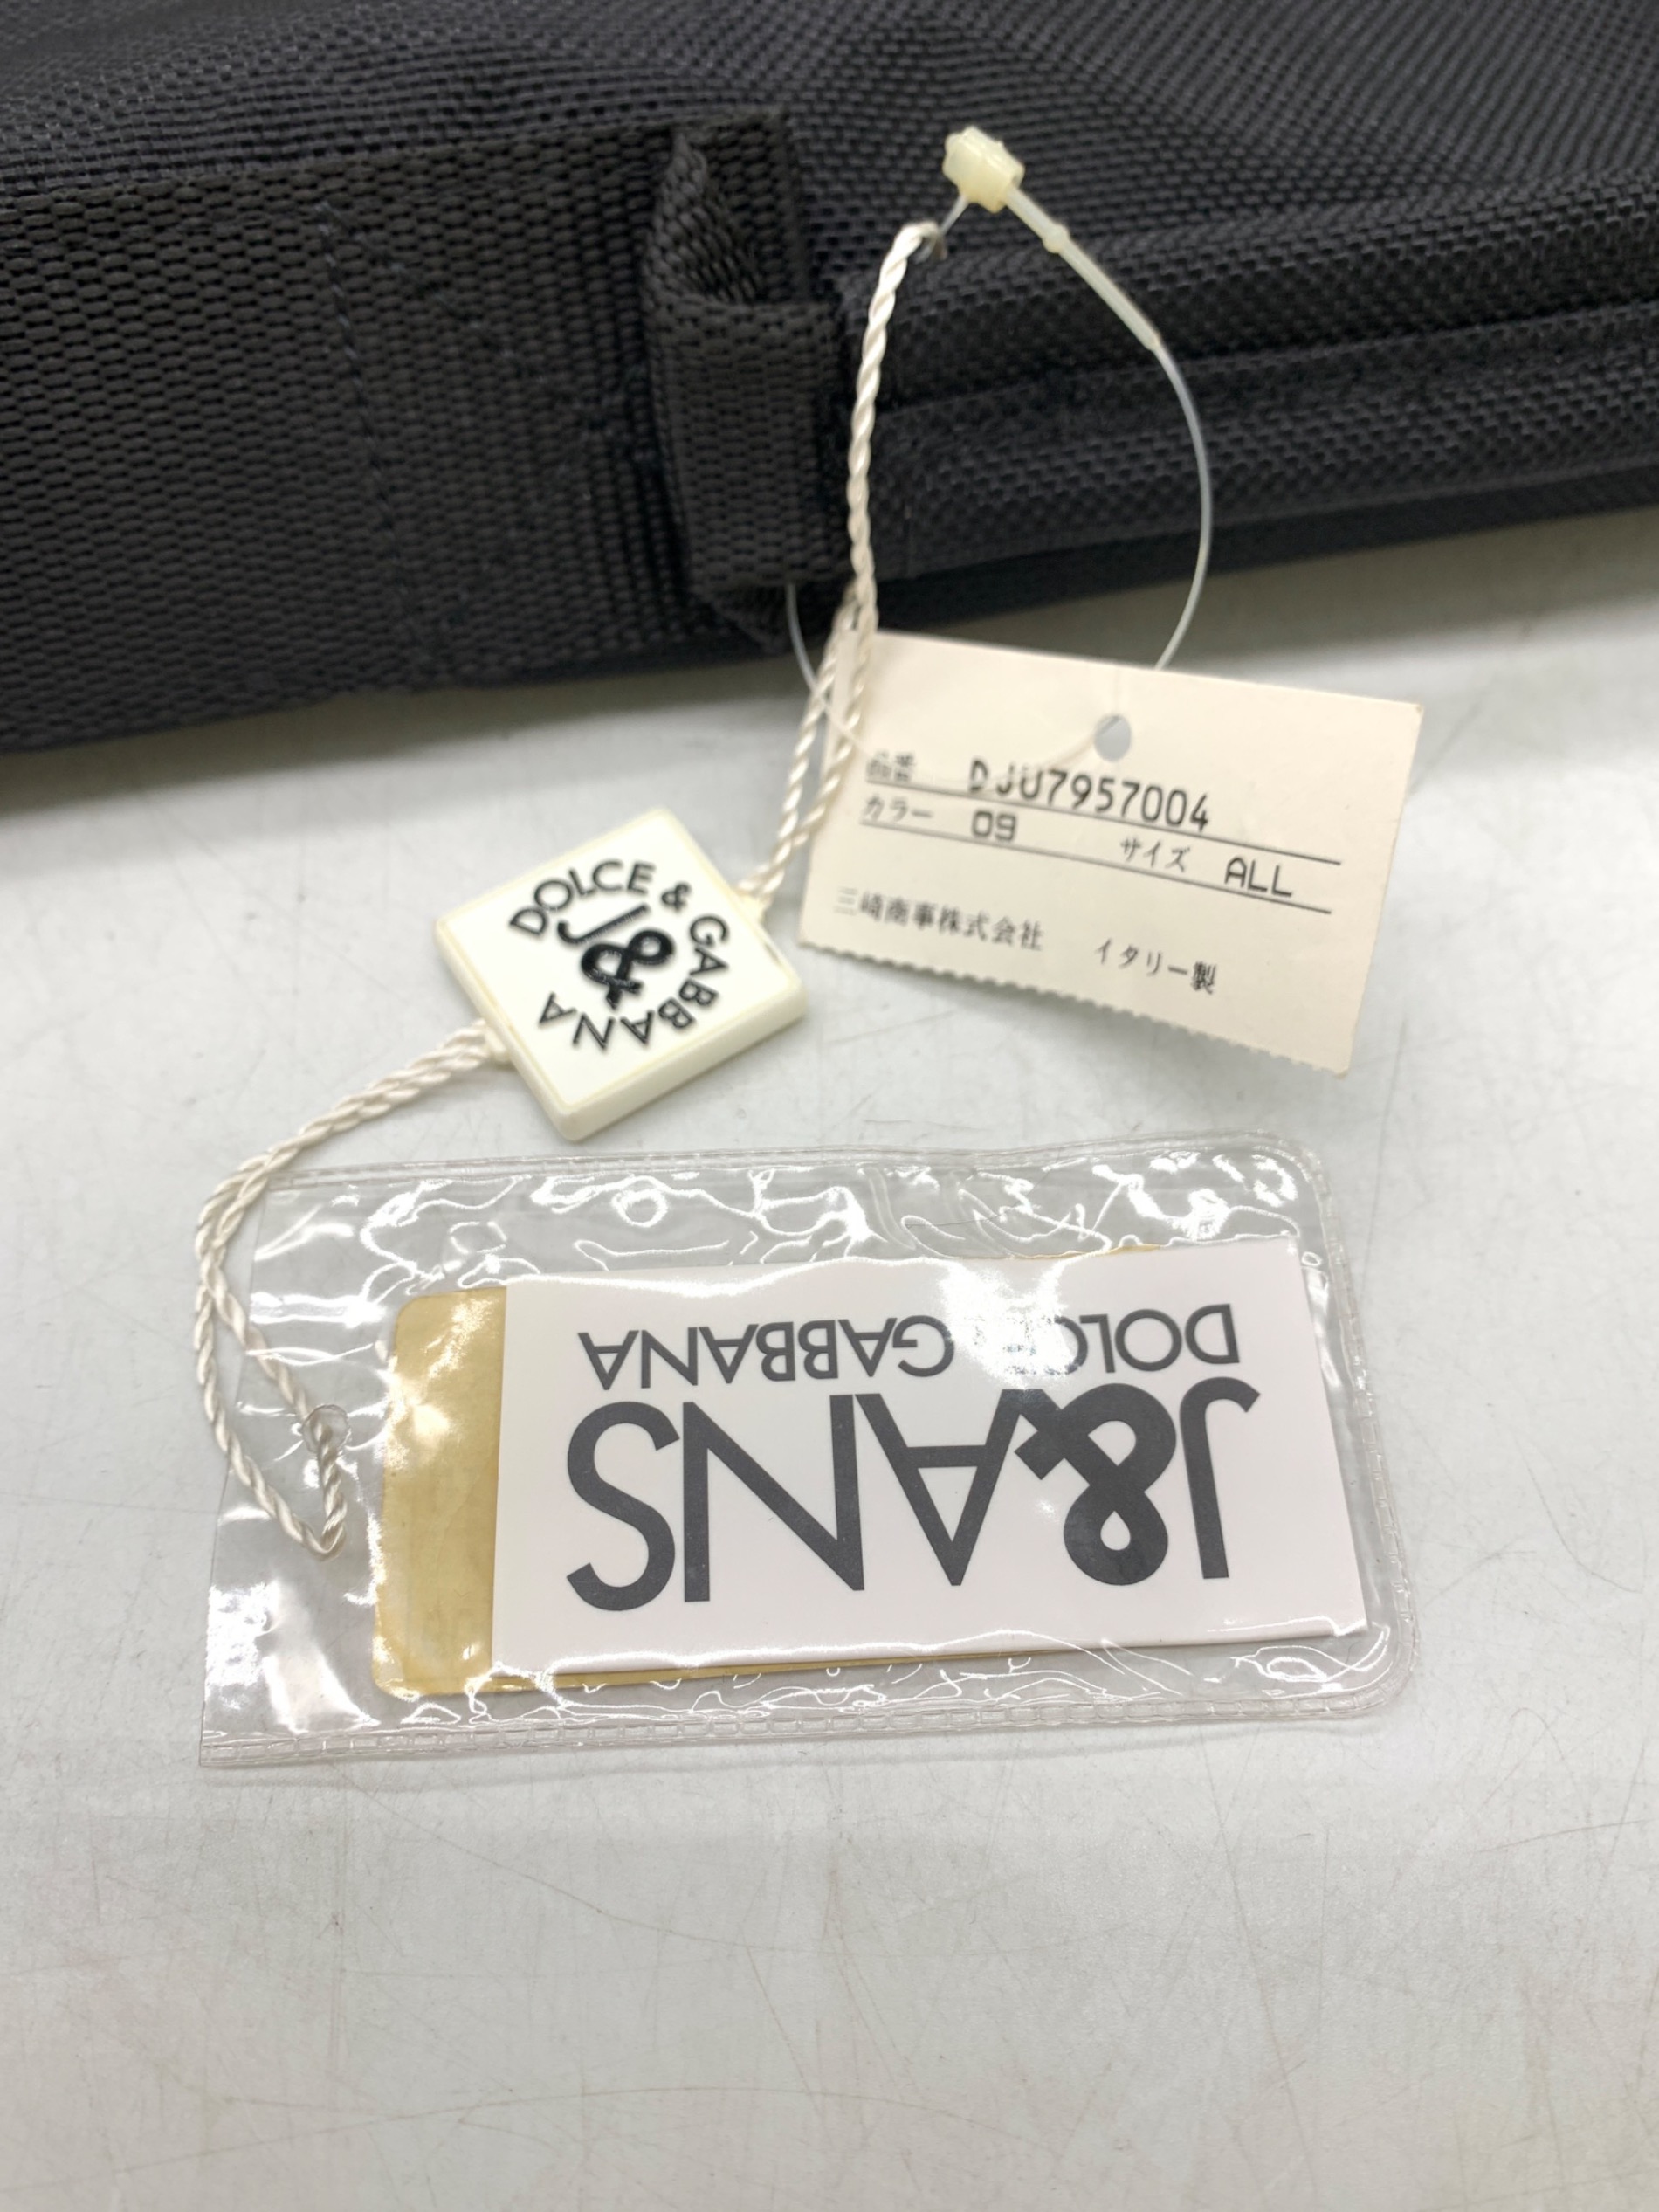 品番 DJU7957004
カラー 09 サイズ ALL
三崎商事株式会社 イタリー製
DOLCE & GABBANA
J&
J&ANS
DOLCE GABBANA